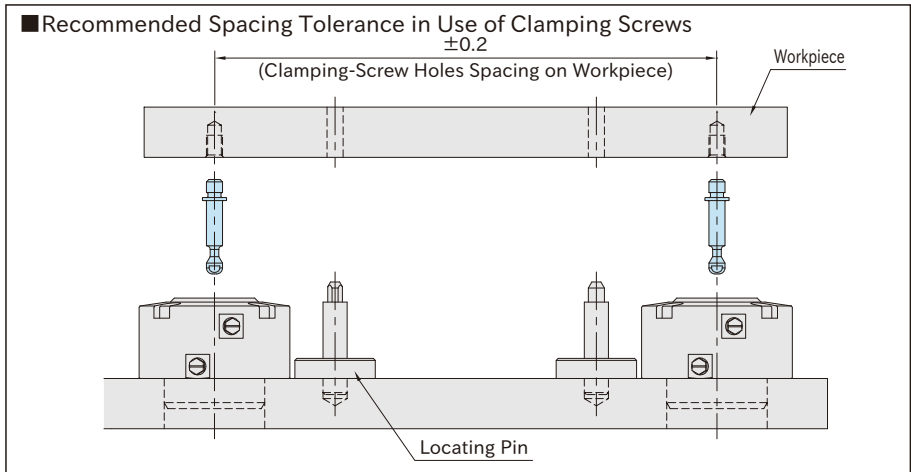 ■Recommended Spacing Tolerance in Use of Clamping Screws
±0.2
(Clamping-Screw Holes Spacing on Workpiece)
Workpiece
Locating Pin